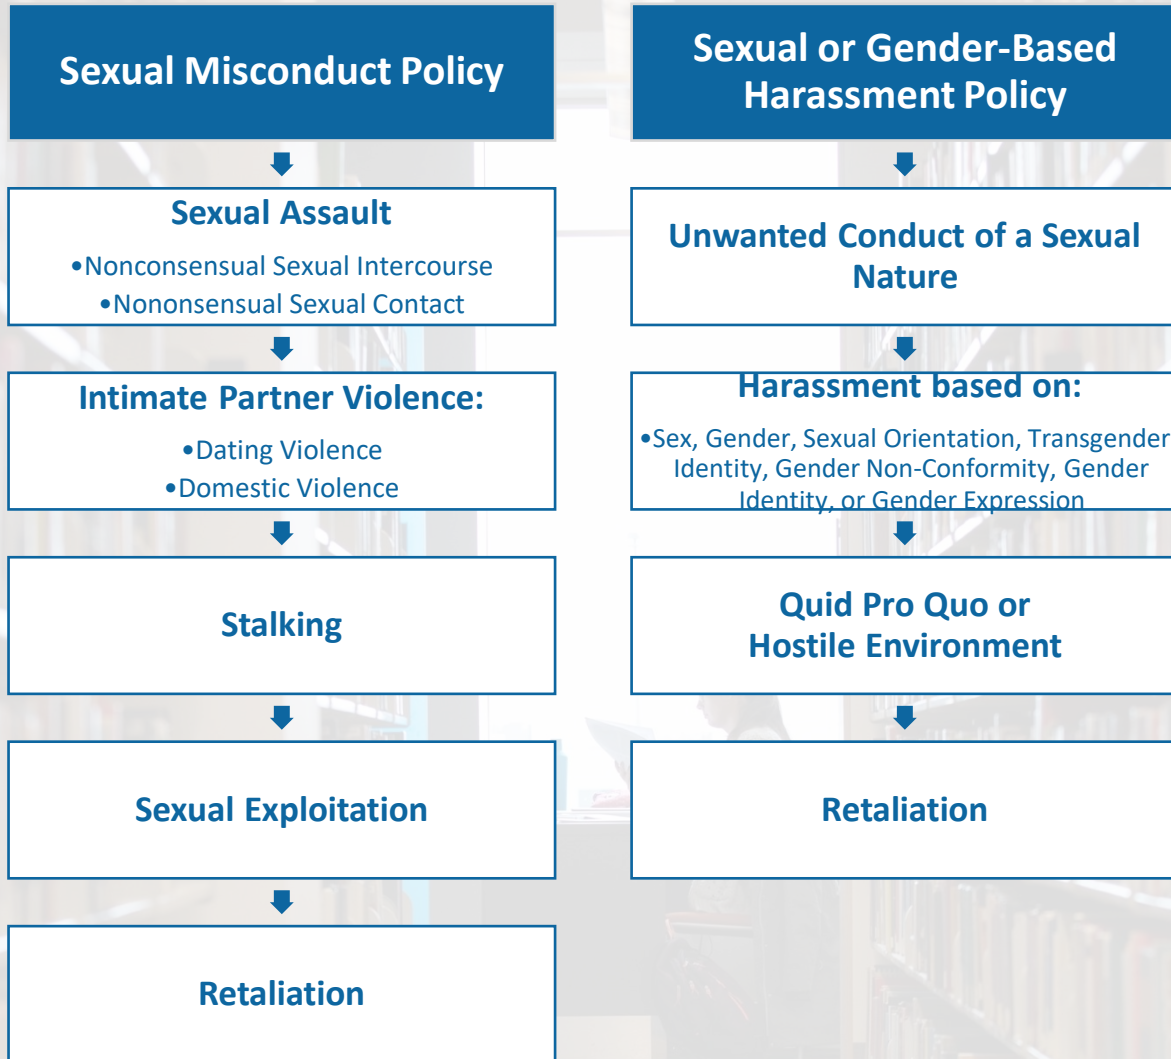 Sexual Misconduct Policy
Sexual Assault
•Nonconsensual Sexual Intercourse
•Nononsensual Sexual Contact
Intimate Partner Violence:
•Dating Violence
•Domestic Violence
Stalking
Sexual Exploitation
Retaliation
Sexual or Gender-Based
Harassment Policy
Unwanted Conduct of a Sexual
Nature
Harassment based on:
•Sex, Gender, Sexual Orientation, Transgender
Identity, Gender Non-Conformity, Gender
Identity, or Gender Expression
Quid Pro Quo or
Hostile Environment
Retaliation